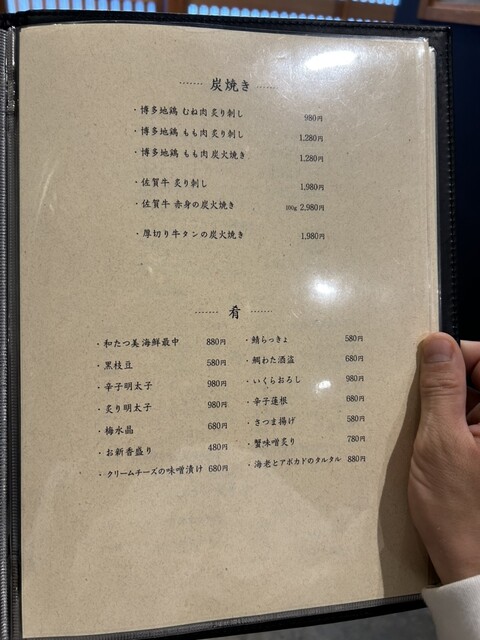 炭焼き
・博多地鶏 むね肉 炙り刺し 980円
・博多地鶏 もも肉 炙り刺し 1,280円
・博多地鶏 もも肉 炭火焼き 1,280円
・佐賀牛 炙り刺し 1,980円
・佐賀牛 赤身の炭火焼き 100g 2,980円
・厚切り牛タンの炭火焼き 1,980円
肴
・和たつ美 海鮮最中 880円
・黒枝豆 580円
・辛子明太子 980円
・炙り明太子 980円
・梅水晶 680円
・お新香盛り 480円
・クリームチーズの味噌漬け 680円
・鯖らっきょ 580円
・鯛わた酒盗 680円
・いくらおろし 980円
・辛子蓮根 680円
・さつま揚げ 580円
・蟹味噌炙り 780円
・海老とアボカドのタルタル 880円